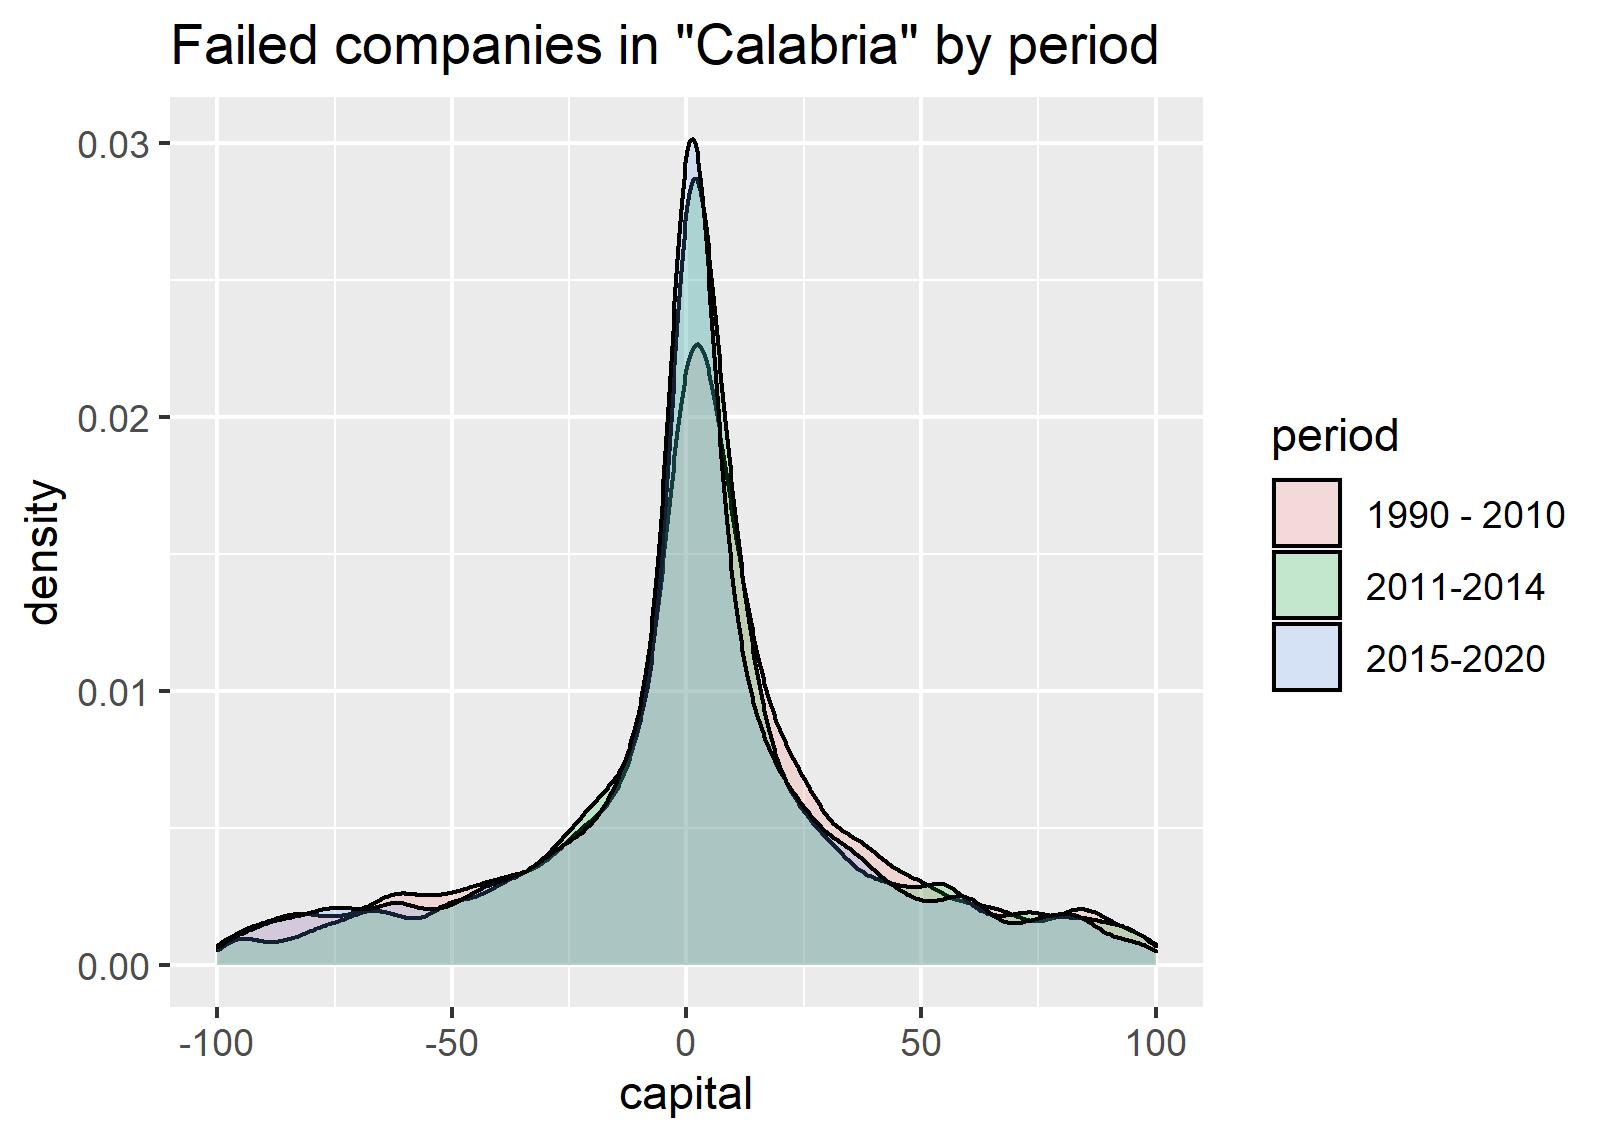 Failed companies in "Calabria" by period
0.03
0.02
0.01
0.00
density
-100 -50 0 50 100
capital
period
1990 - 2010
2011-2014
2015-2020